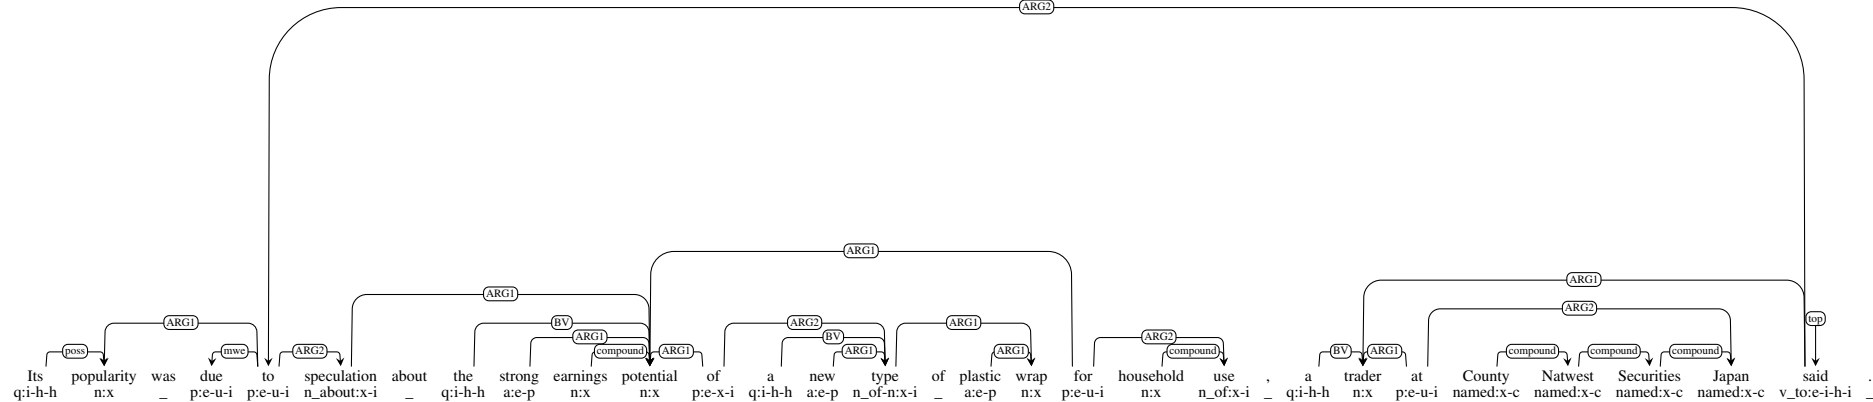 ARG2
ARG1
ARG1
ARG1 ARG2
ARG1 BV ARG2 ARG1 top
BV ARG1 BV ARG2
poss mwe ARG2 compound ARG1 ARG1 ARG1 compound BV ARG1 compound compound compound
Its popularity was due to speculation about the strong earnings potential of a new type of plastic wrap for household use , a trader at County Natwest Securities Japan said .
q:i-h-h n:x _ p:e-u-i p:e-u-i n_about:x-i _ q:i-h-h a:e-p n:x n:x p:e-x-i q:i-h-h a:e-p n_of-n:x-i _ a:e-p n:x p:e-u-i n:x n_of:x-i _ q:i-h-h n:x p:e-u-i named:x-c named:x-c named:x-c named:x-c v_to:e-i-h-i _